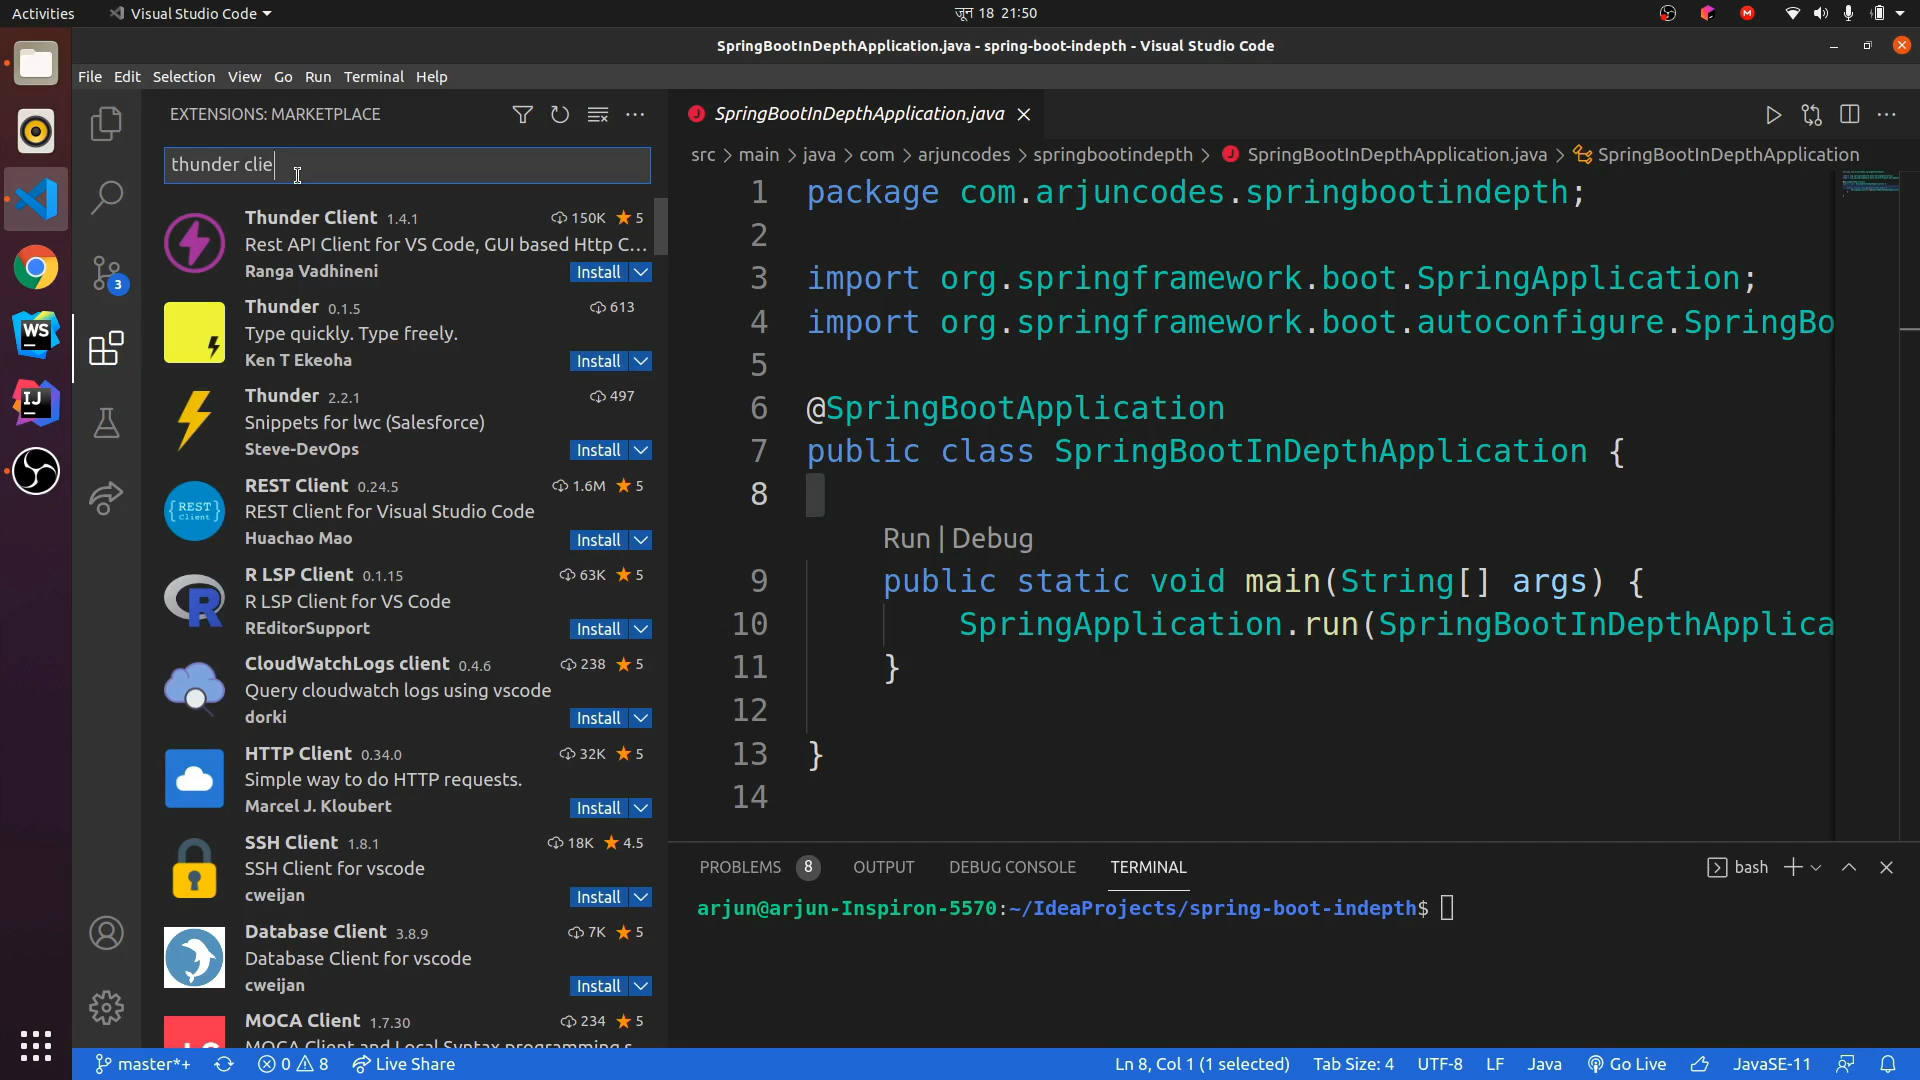 Activities
Visual Studio Code
जून 18 21:50
SpringBootInDepthApplication.java - spring-boot-indepth - Visual Studio Code
File Edit Selection View Go Run Terminal Help
EXTENSIONS: MARKETPLACE
thunder clie
Thunder Client 1.4.1 150K 5
Rest API Client for VS Code, GUI based Http C...
Ranga Vadhineni Install
Thunder 0.1.5 613
Type quickly. Type freely.
Ken T Ekeoha Install
Thunder 2.2.1 497
Snippets for lwc (Salesforce)
Steve-DevOps Install
REST Client 0.24.5 1.6M 5
REST Client for Visual Studio Code
Huachao Mao Install
{REST}
Client
R LSP Client 0.1.15 63K 5
R LSP Client for VS Code
REditorSupport Install
CloudWatchLogs client 0.4.6 238 5
Query cloudwatch logs using vscode
dorki Install
HTTP Client 0.34.0 32K 5
Simple way to do HTTP requests.
Marcel J. Kloubert Install
SSH Client 1.8.1 18K 4.5
SSH Client for vscode
cweijan Install
Database Client 3.8.9 7K 5
Database Client for vscode
cweijan Install
MOCA Client 1.7.30 234 5
MOCA Client and Local Syntax programming s
WS
IJ
3
SpringBootInDepthApplication.java
src > main > java > com > arjuncodes > springbootindepth > SpringBootInDepthApplication.java > SpringBootInDepthApplication
1 package com.arjuncodes.springbootindepth;
2
3 import org.springframework.boot.SpringApplication;
4 import org.springframework.boot.autoconfigure.SpringBo
5
6 @SpringBootApplication
7 public class SpringBootInDepthApplication {
8
Run | Debug
9 public static void main(String[] args) {
10 SpringApplication.run(SpringBootInDepthApplica
11 }
12
13 }
14
PROBLEMS 8 OUTPUT DEBUG CONSOLE TERMINAL
bash
arjun@arjun-Inspiron-5570:~/IdeaProjects/spring-boot-indepth$
master*+ 0 8 Live Share
Ln 8, Col 1 (1 selected) Tab Size: 4 UTF-8 LF Java Go Live JavaSE-11